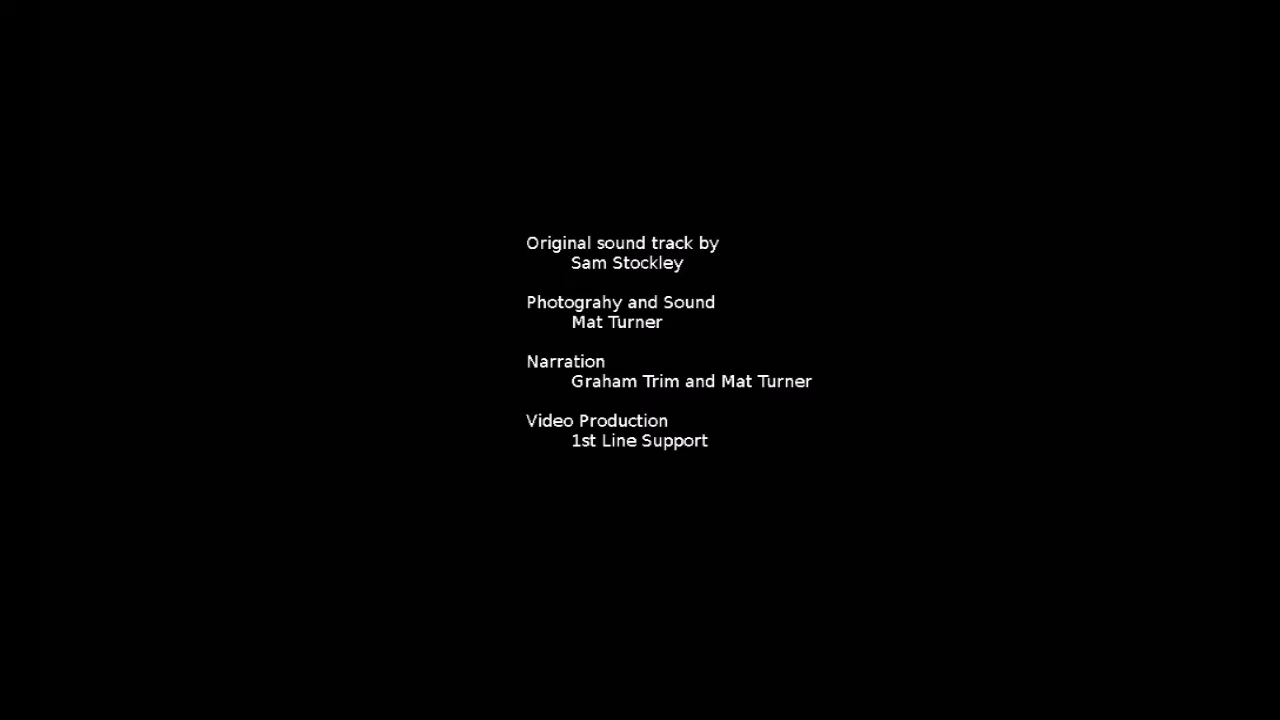 Original sound track by
Sam Stockley
Photograhy and Sound
Mat Turner
Narration
Graham Trim and Mat Turner
Video Production
1st Line Support